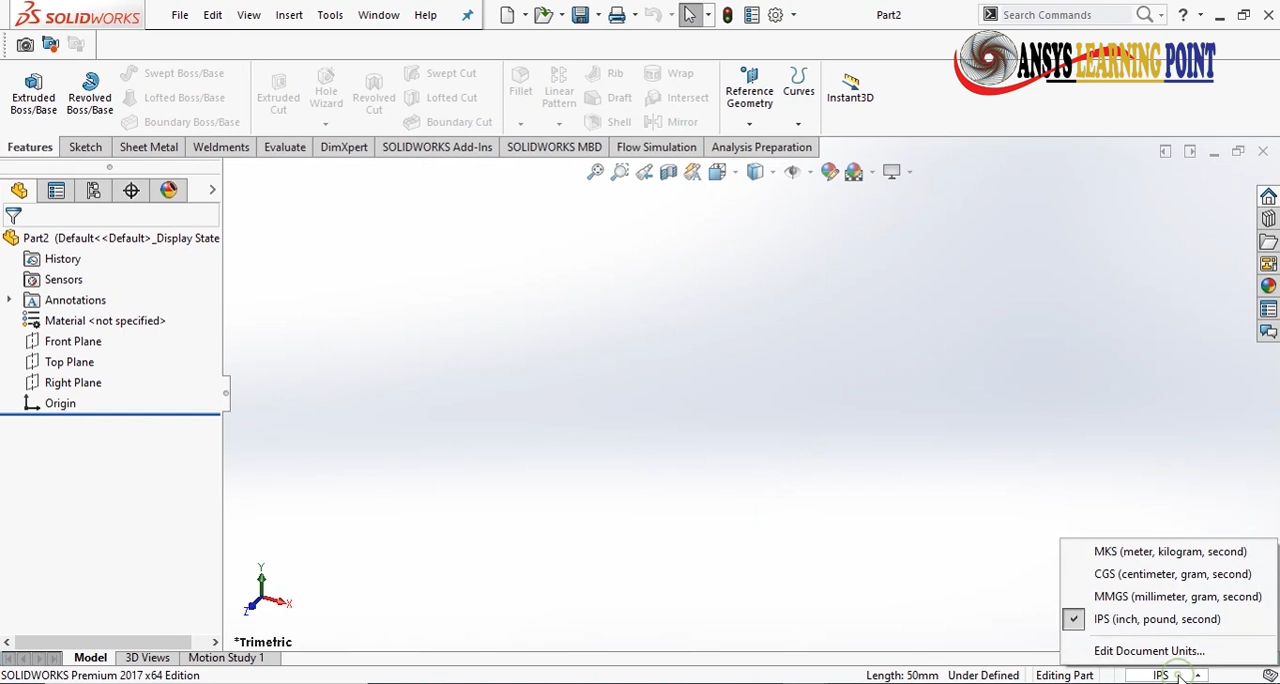 SOLIDWORKS File Edit View Insert Tools Window Help Part2 Search Commands ?
ANSYS LEARNING POINT
Extruded Boss/Base Revolved Boss/Base Swept Boss/Base Lofted Boss/Base Boundary Boss/Base Extruded Cut Hole Wizard Revolved Cut Swept Cut Lofted Cut Boundary Cut Fillet Linear Pattern Rib Draft Shell Wrap Intersect Mirror Reference Geometry Curves Instant3D
Features Sketch Sheet Metal Weldments Evaluate DimXpert SOLIDWORKS Add-Ins SOLIDWORKS MBD Flow Simulation Analysis Preparation
Part2 (Default<<Default>_Display State
History
Sensors
Annotations
Material <not specified>
Front Plane
Top Plane
Right Plane
Origin
Y
X
Z
*Trimetric
MKS (meter, kilogram, second)
CGS (centimeter, gram, second)
MMGS (millimeter, gram, second)
IPS (inch, pound, second)
Edit Document Units...
Model 3D Views Motion Study 1
SOLIDWORKS Premium 2017 x64 Edition Length: 50mm Under Defined Editing Part IPS